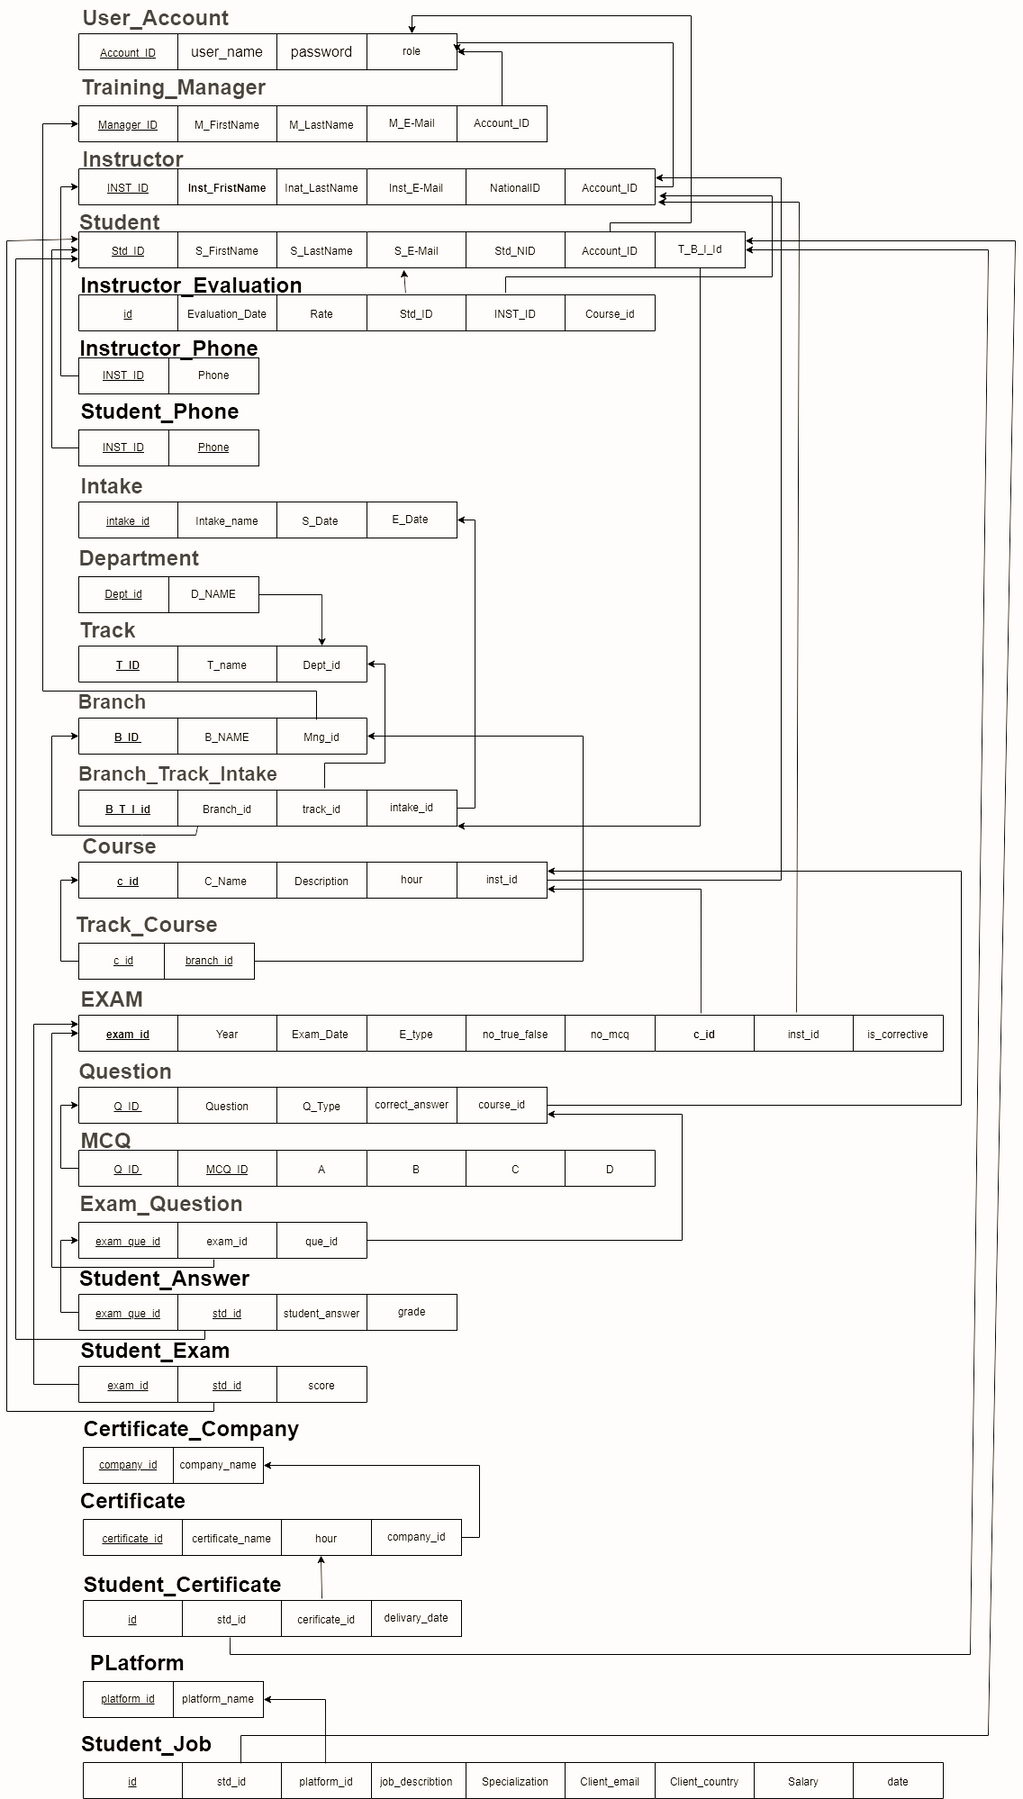 User_Account
Account_ID user_name password role
Training_Manager
Manager_ID M_FirstName M_LastName M_E-Mail Account_ID
Instructor
INST_ID Inst_FristName Inat_LastName Inst_E-Mail NationalID Account_ID
Student
Std_ID S_FirstName S_LastName S_E-Mail Std_NID Account_ID T_B_I_Id
Instructor_Evaluation
id Evaluation_Date Rate Std_ID INST_ID Course_id
Instructor_Phone
INST_ID Phone
Student_Phone
INST_ID Phone
Intake
intake_id Intake_name S_Date E_Date
Department
Dept_id D_NAME
Track
T_ID T_name Dept_id
Branch
B_ID B_NAME Mng_id
Branch_Track_Intake
B_T_I_id Branch_id track_id intake_id
Course
c_id C_Name Description hour inst_id
Track_Course
c_id branch_id
EXAM
exam_id Year Exam_Date E_type no_true_false no_mcq c_id inst_id is_corrective
Question
Q_ID Question Q_Type correct_answer course_id
MCQ
Q_ID MCQ_ID A B C D
Exam_Question
exam_que_id exam_id que_id
Student_Answer
exam_que_id std_id student_answer grade
Student_Exam
exam_id std_id score
Certificate_Company
company_id company_name
Certificate
certificate_id certificate_name hour company_id
Student_Certificate
id std_id cerificate_id delivary_date
PLatform
platform_id platform_name
Student_Job
id std_id platform_id job_describtion Specialization Client_email Client_country Salary date